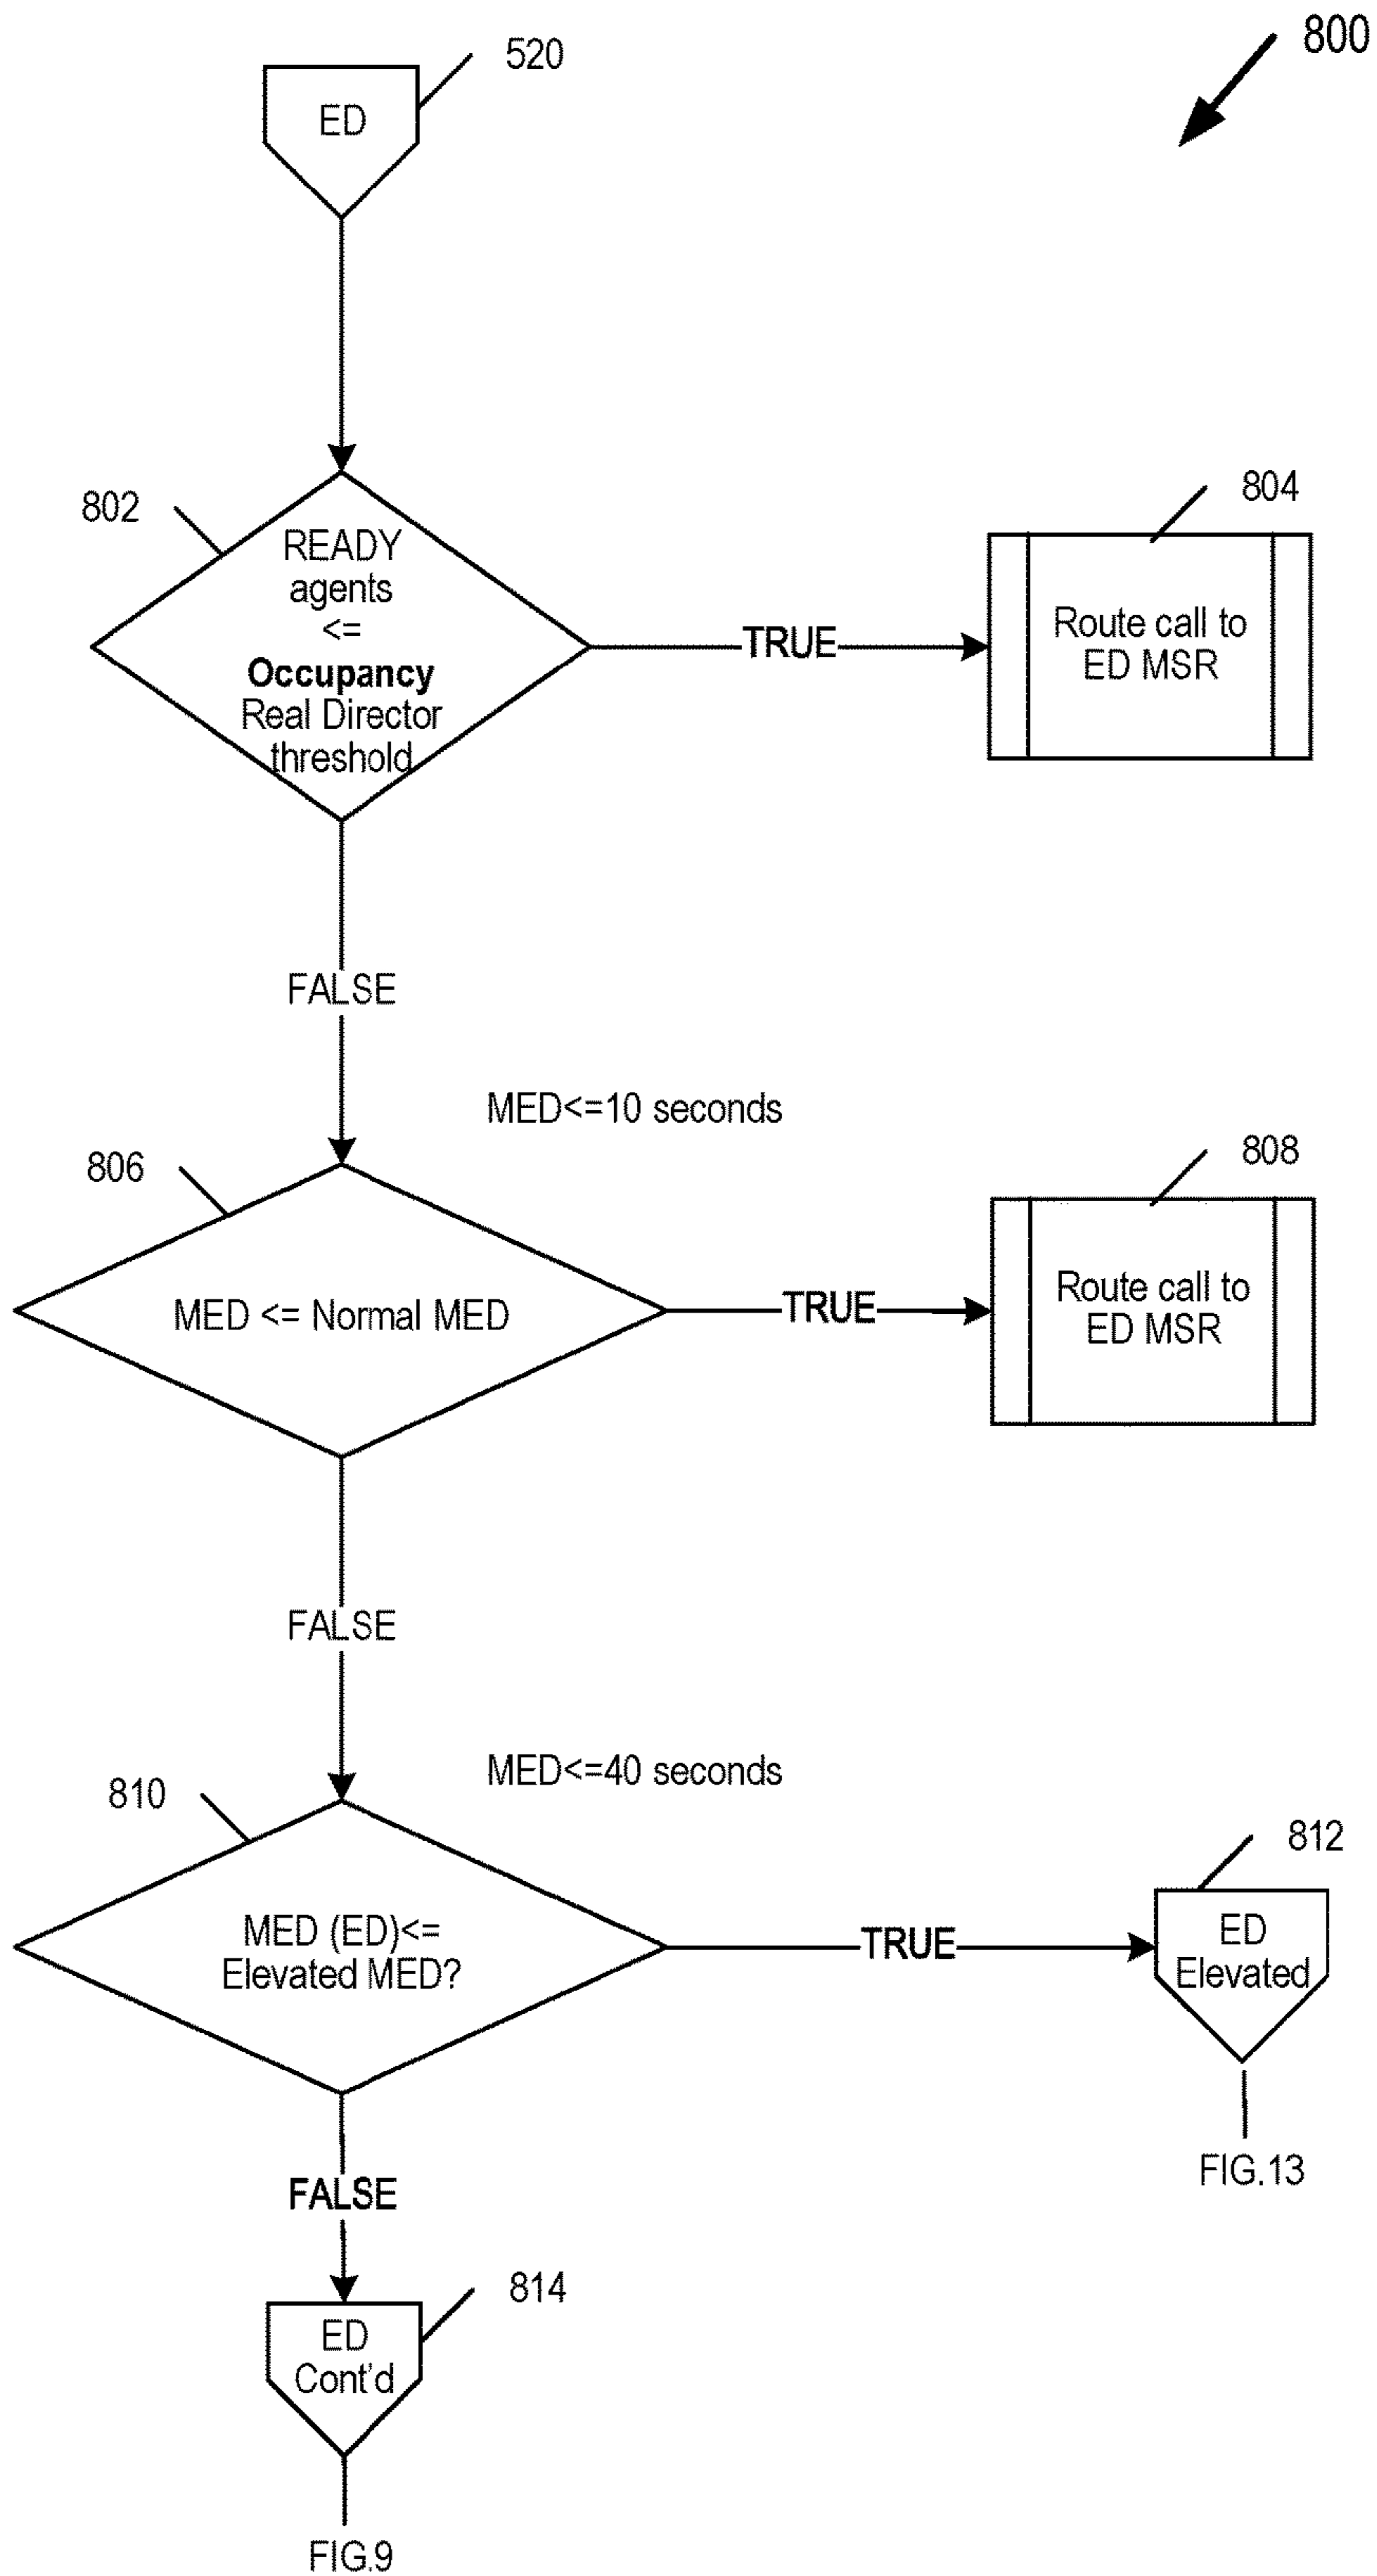 800
520
ED
802
READY
agents
<=
Occupancy
Real Director
threshold
TRUE
804
Route call to
ED MSR
FALSE
MED<=10 seconds
806
MED <= Normal MED
TRUE
808
Route call to
ED MSR
FALSE
MED<=40 seconds
810
MED (ED)<=
Elevated MED?
TRUE
812
ED
Elevated
FIG.13
FALSE
814
ED
Cont'd
FIG.9